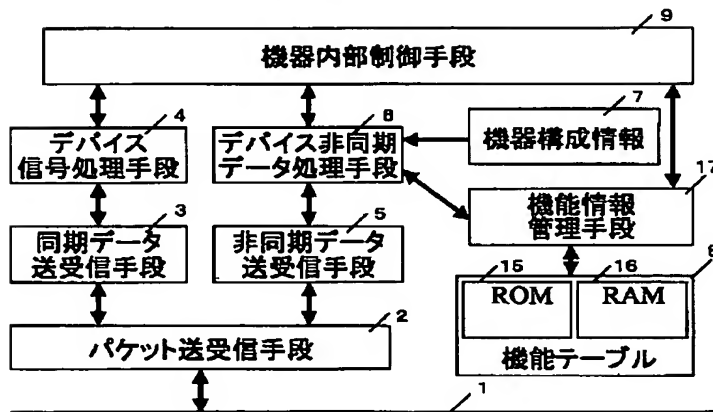 9
機器内部制御手段
4
デバイス
信号処理手段
6
デバイス非同期
データ処理手段
7
機器構成情報
17
機能情報
管理手段
3
同期データ
送受信手段
5
非同期データ
送受信手段
15
ROM
16
RAM
機能テーブル
2
パケット送受信手段
1